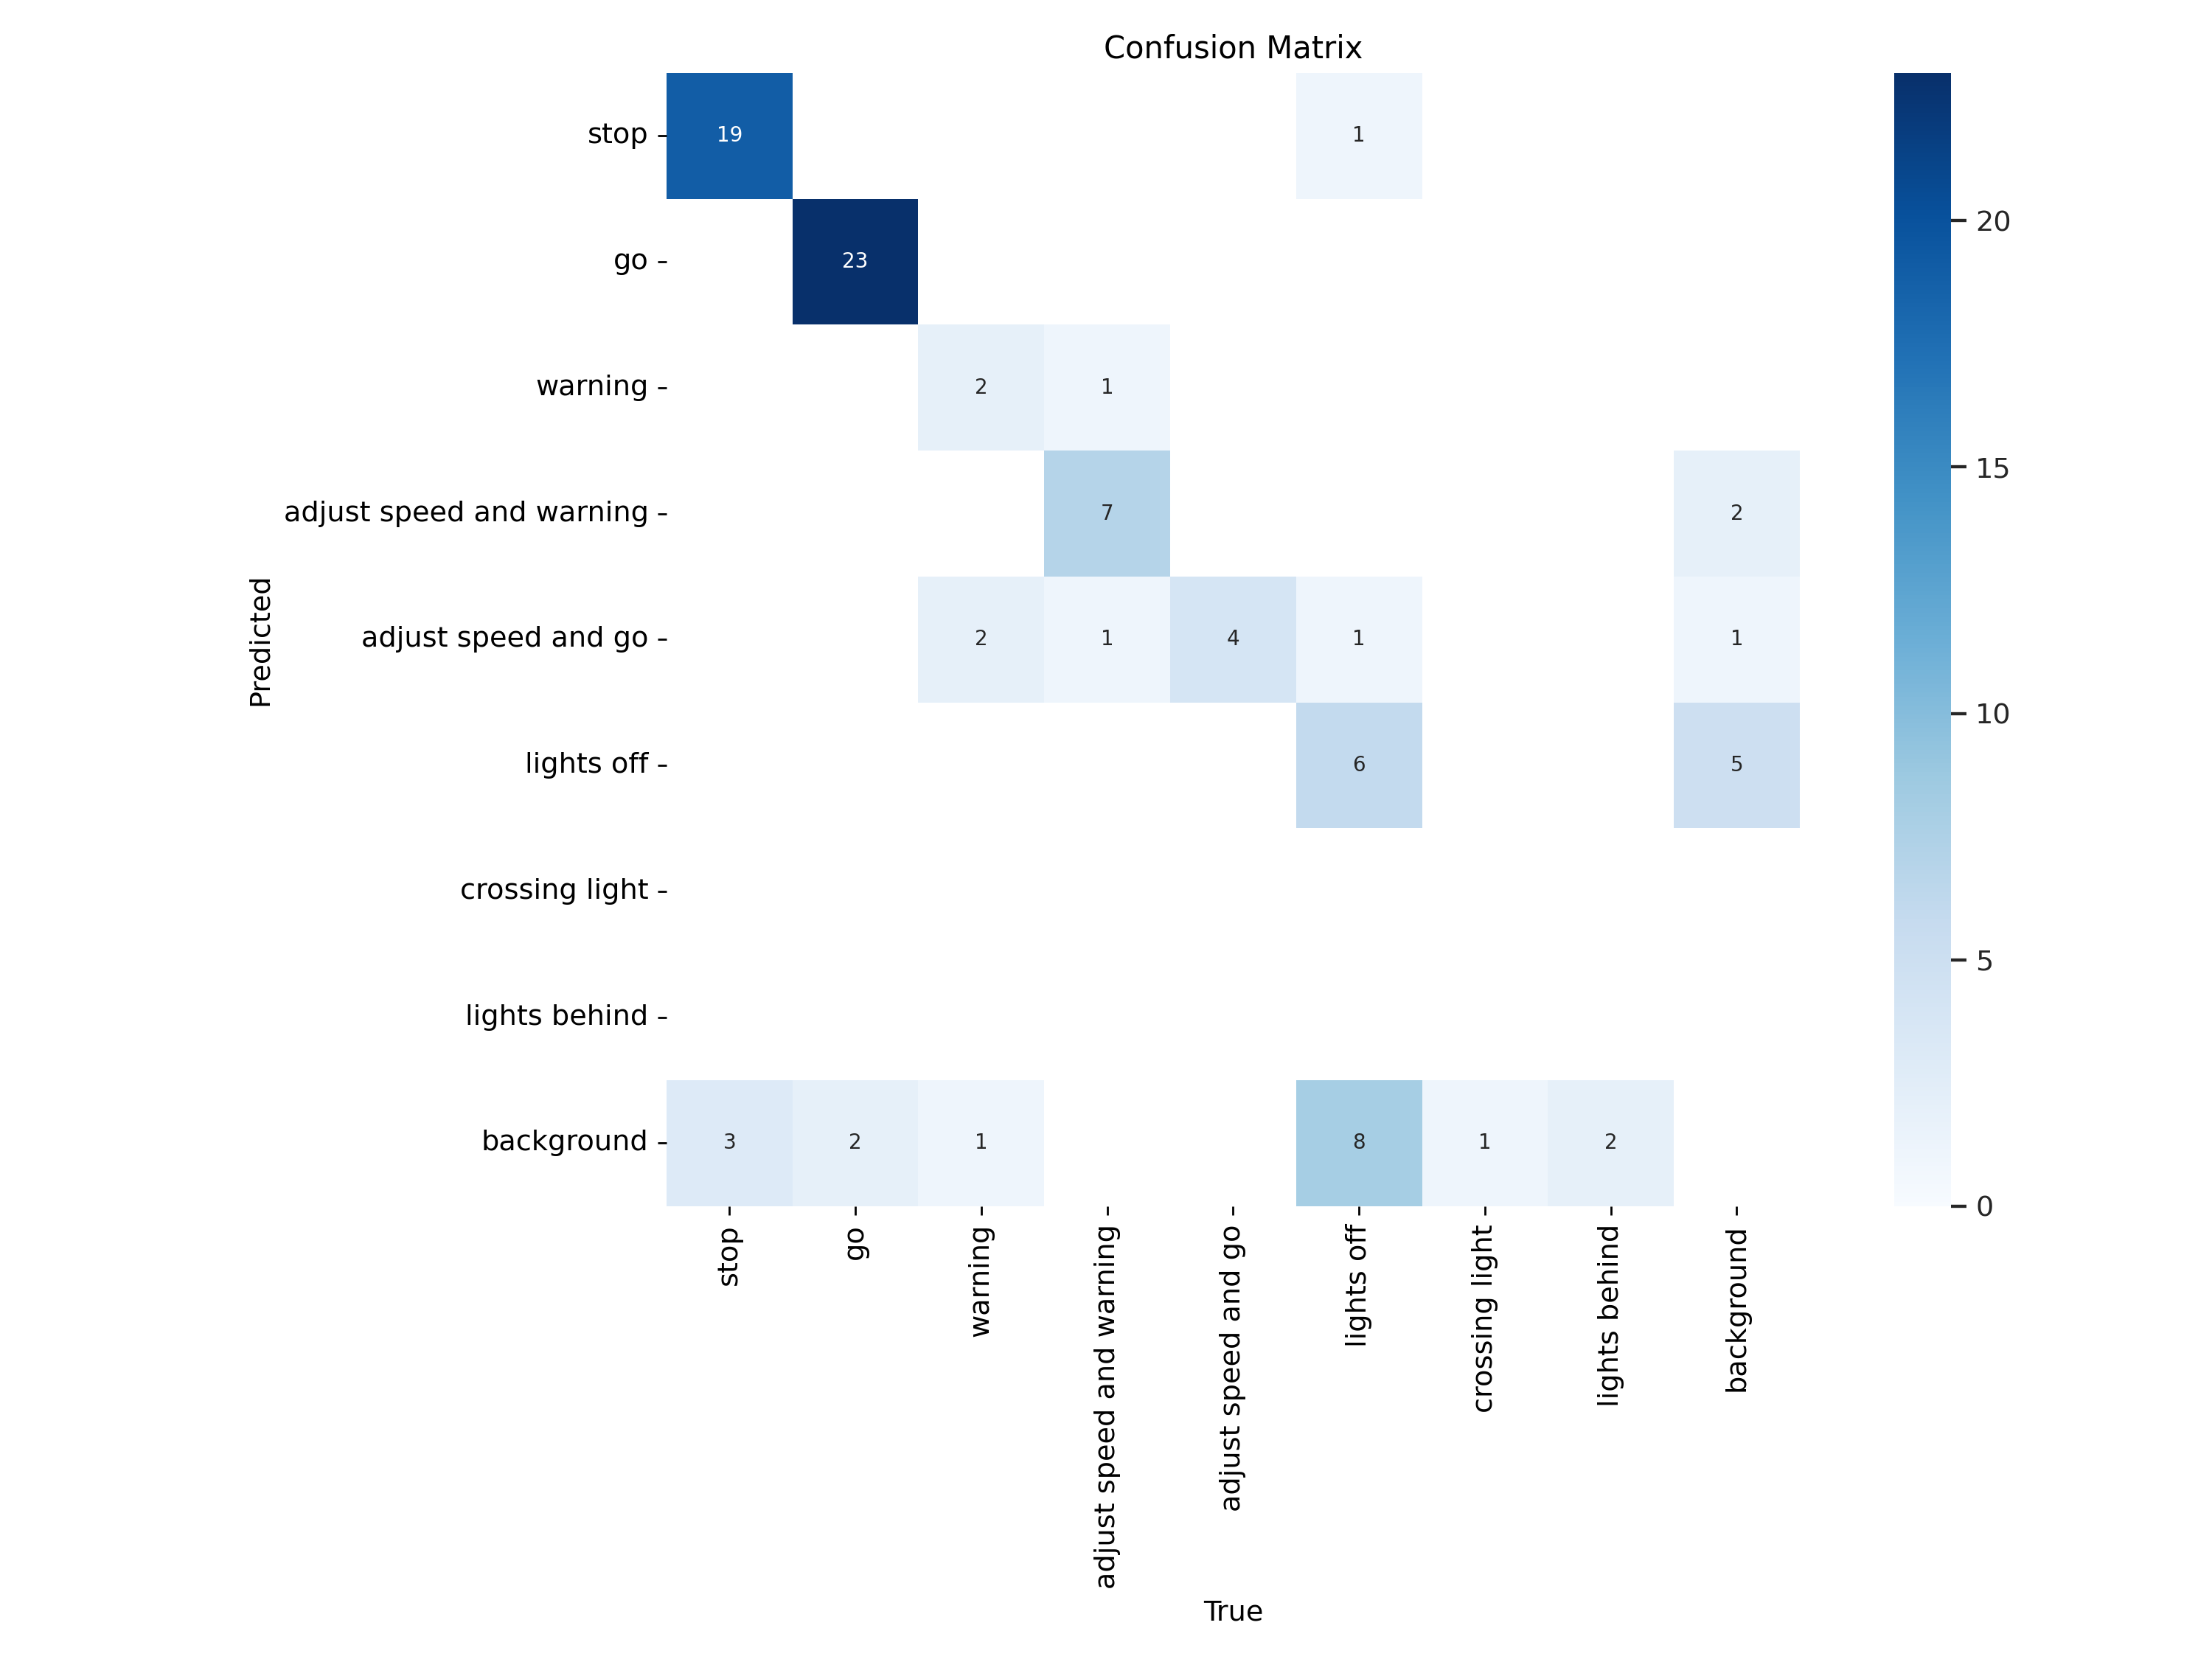 Confusion Matrix
stop
19
1
go
23
20
warning
2
1
15
adjust speed and warning
7
2
Predicted
adjust speed and go
2
1
4
1
1
10
lights off
6
5
crossing light
5
lights behind
background
3
2
1
8
1
2
0
stop
go
warning
adjust speed and warning
adjust speed and go
lights off
crossing light
lights behind
background
True